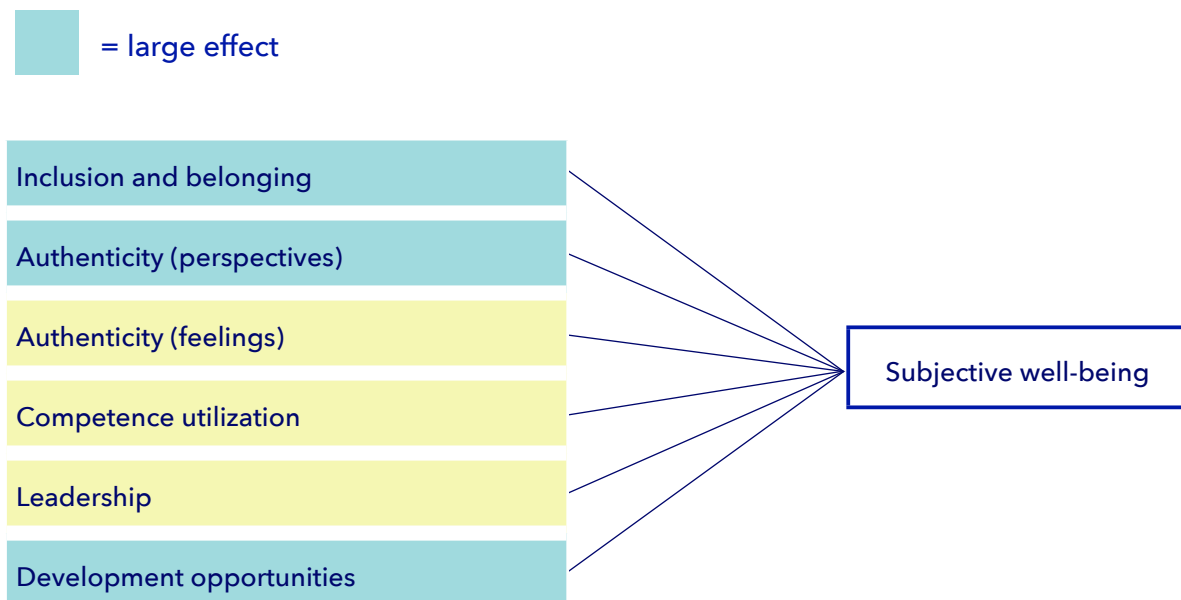 = large effect
Inclusion and belonging
Authenticity (perspectives)
Authenticity (feelings)
Competence utilization
Leadership
Development opportunities
Subjective well-being